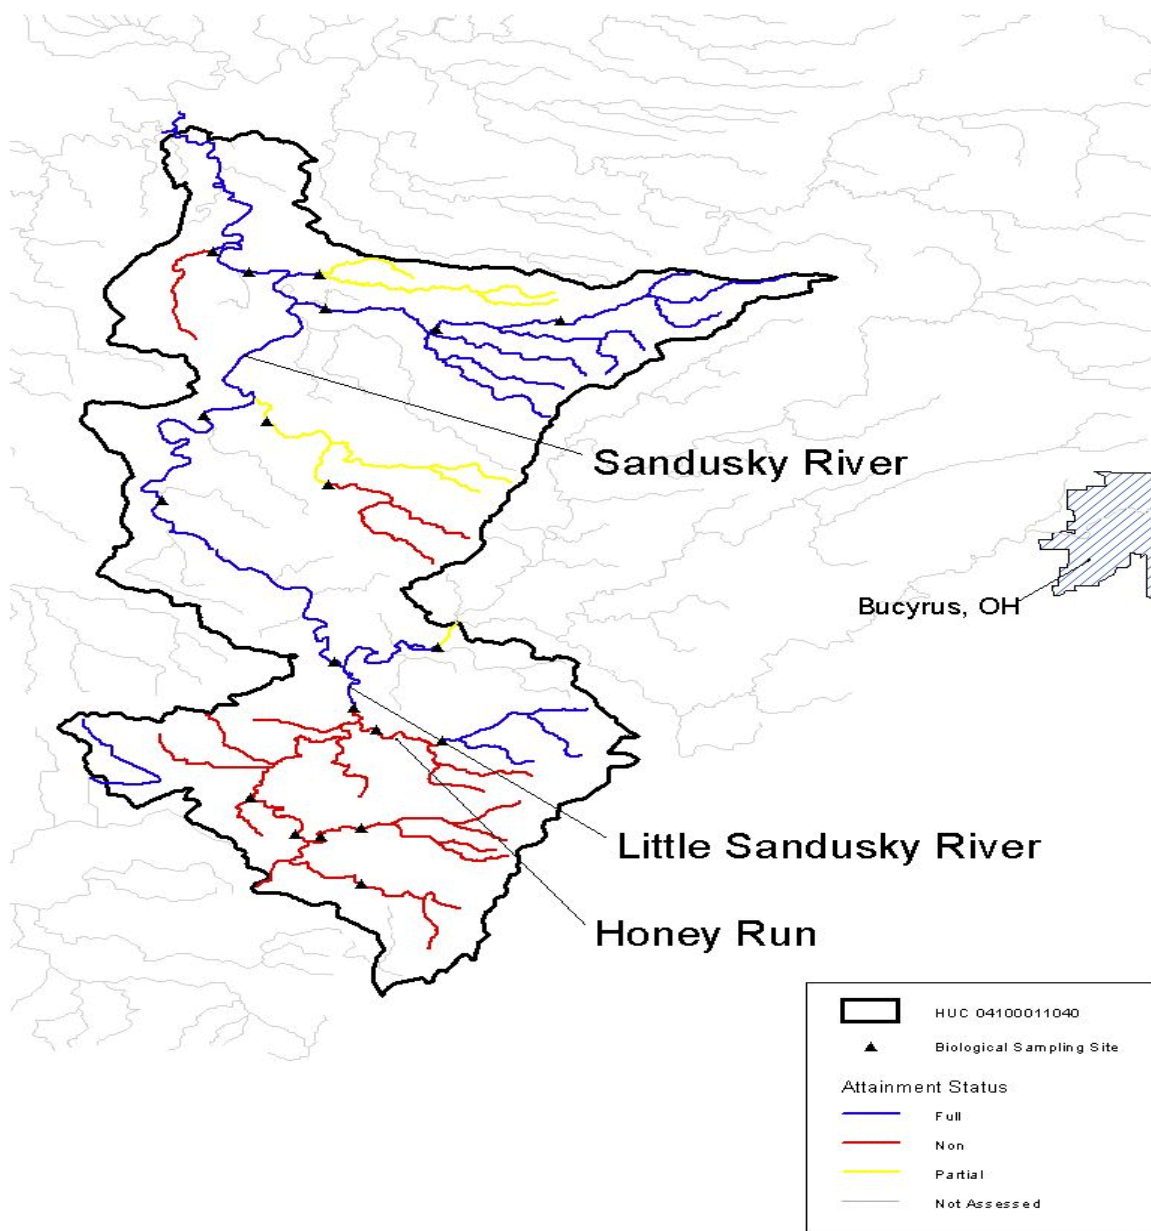 Sandusky River
Bucyrus, OH
Little Sandusky River
Honey Run
HUC 04100011040
Biological Sampling Site
Attainment Status
Full
Non
Partial
Not Assessed